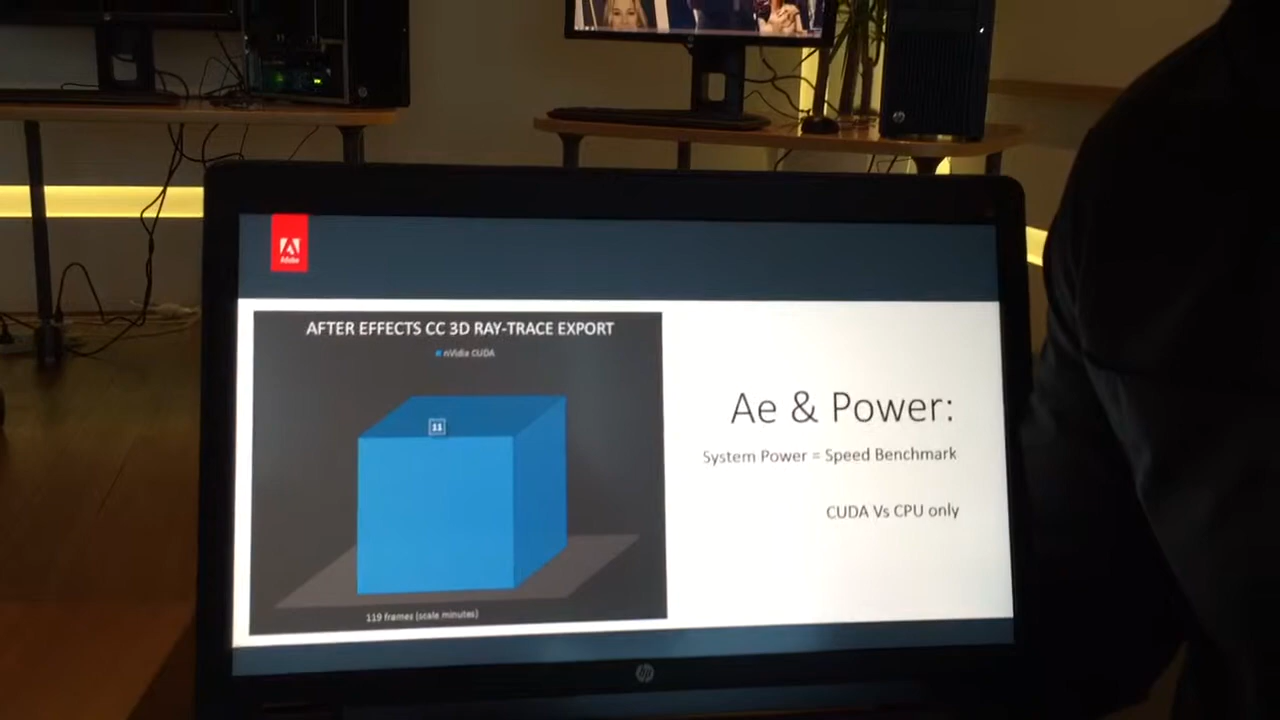 Adobe
AFTER EFFECTS CC 3D RAY-TRACE EXPORT
nVidia CUDA
11
119 frames (scale minutes)
Ae & Power:
System Power = Speed Benchmark
CUDA Vs CPU only
hp